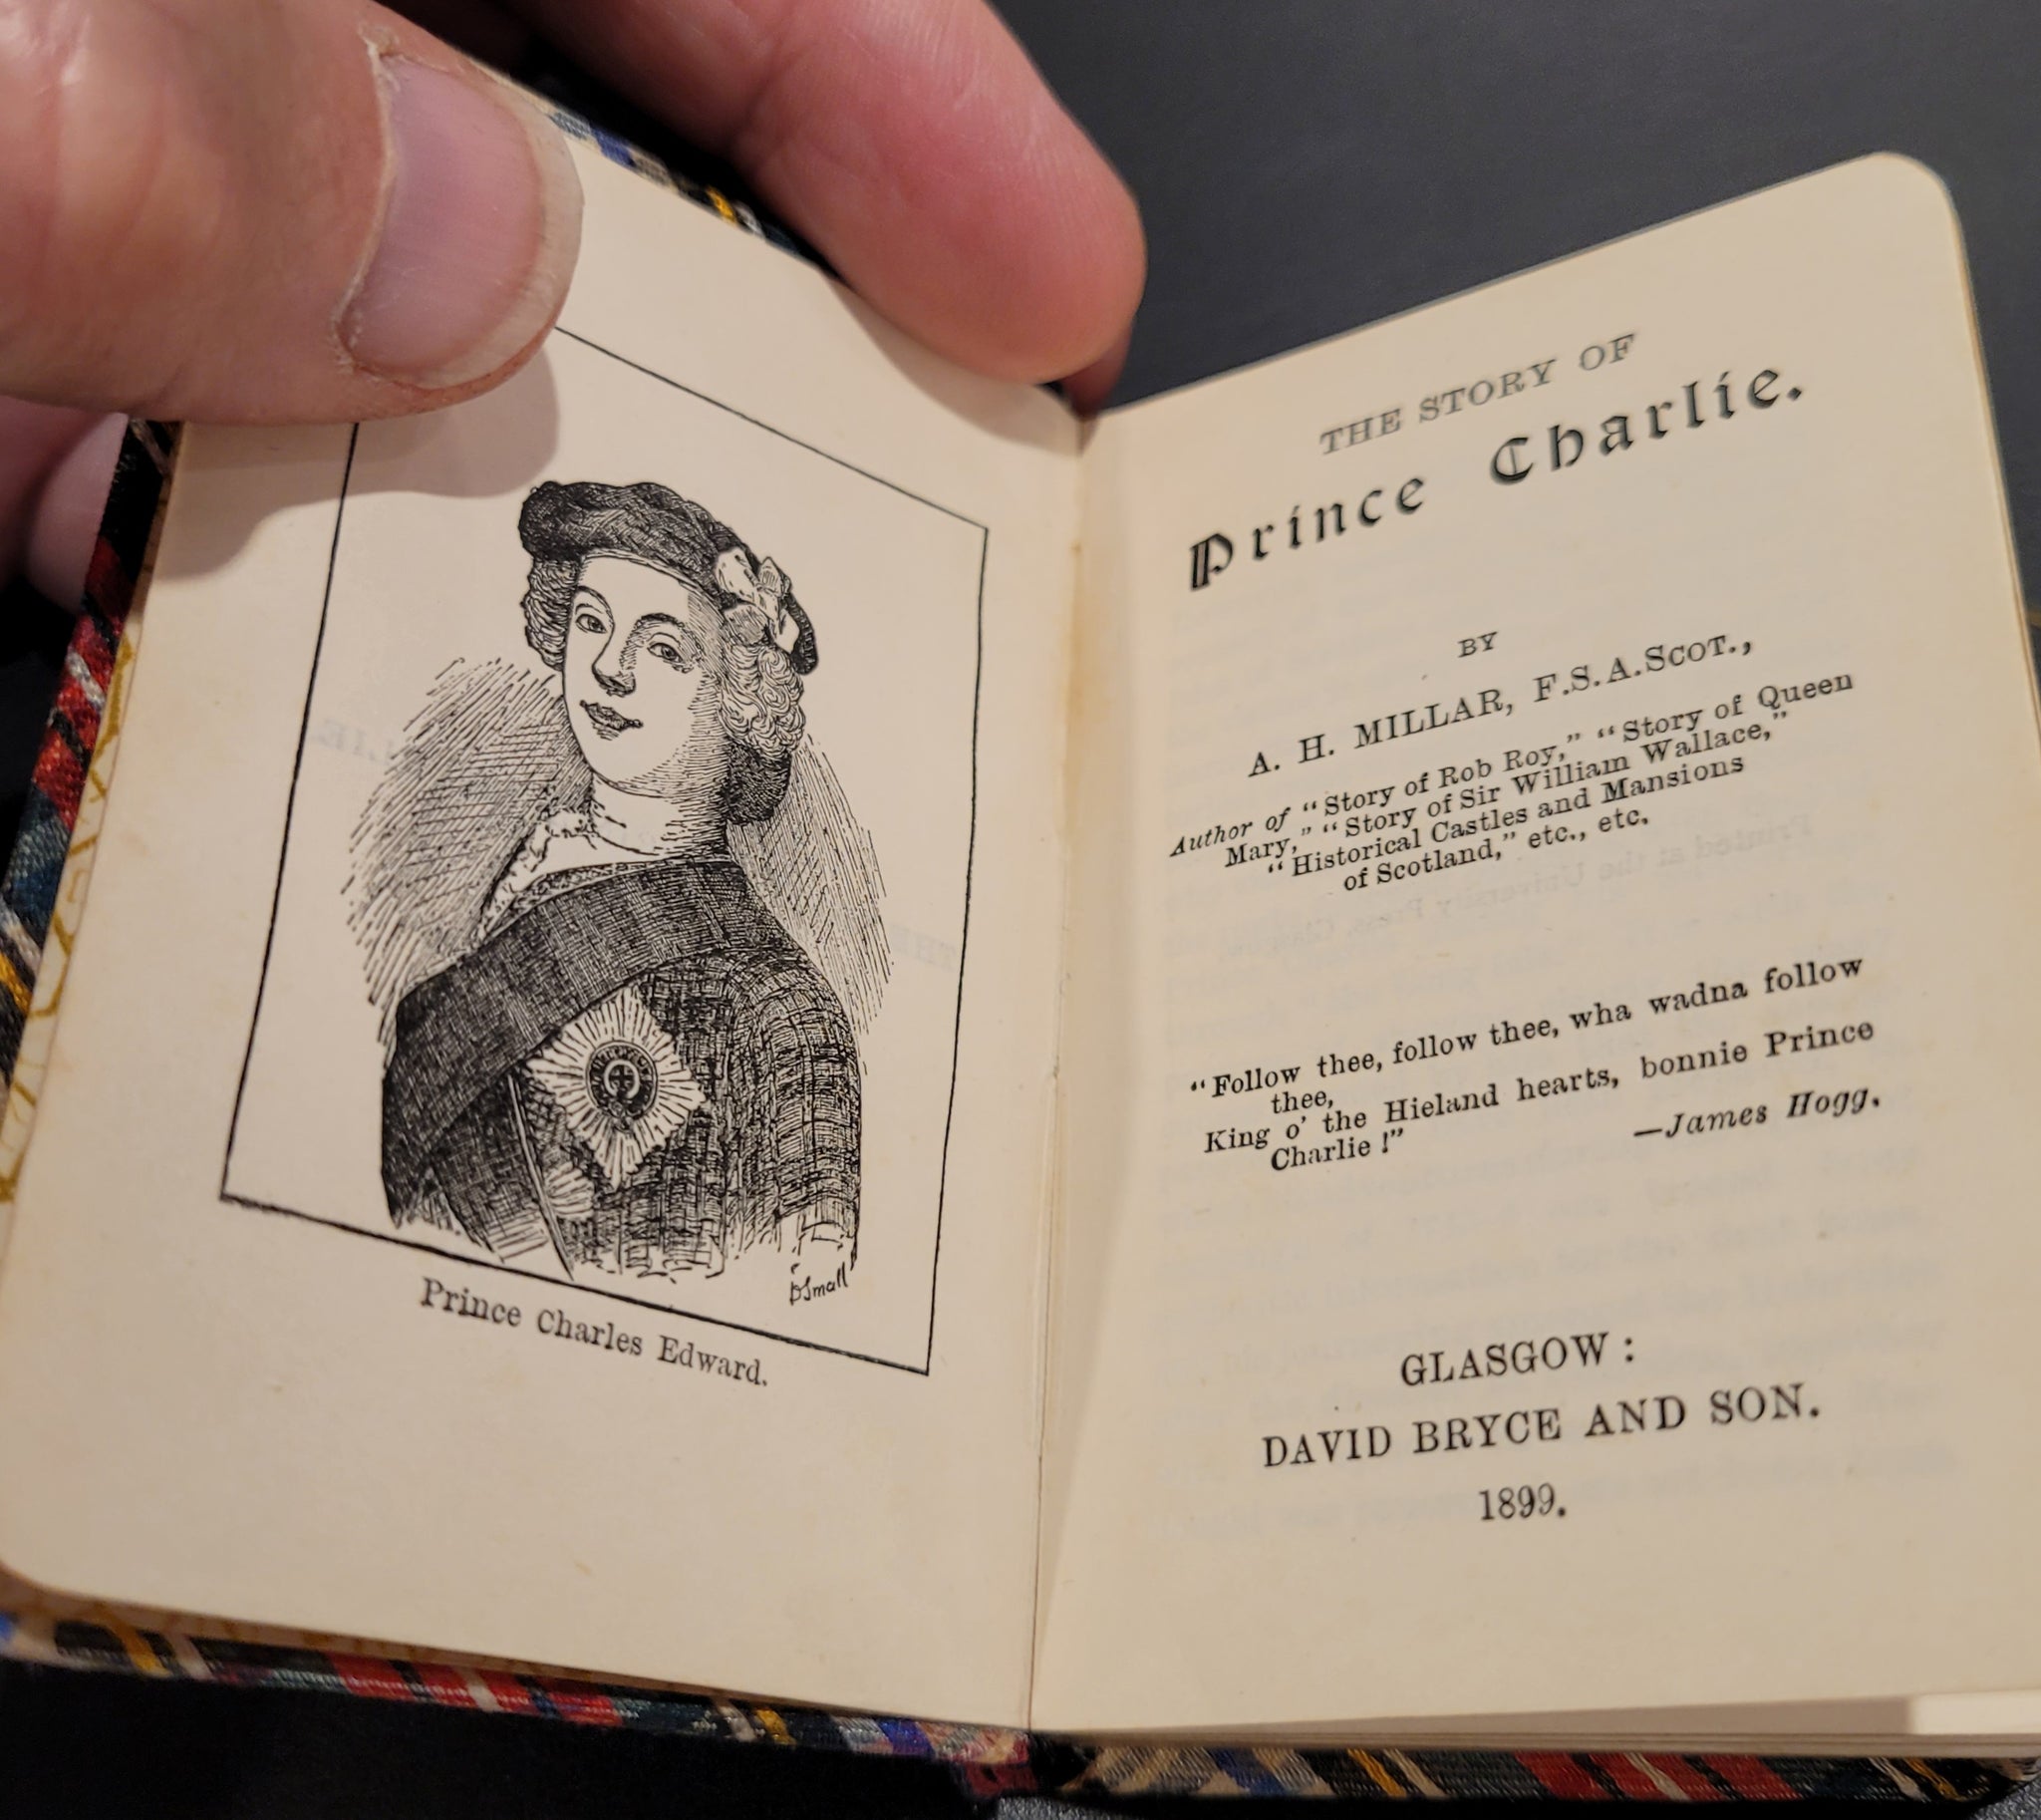 DSmall
Prince Charles Edward.
THE STORY OF
Prince Charlie.
BY
A. H. MILLAR, F.S.A.SCOT.,
Author of "Story of Rob Roy," "Story of Queen
Mary," "Story of Sir William Wallace,"
"Historical Castles and Mansions
of Scotland," etc., etc.
"Follow thee, follow thee, wha wadna follow
thee,
King o' the Hieland hearts, bonnie Prince
Charlie!"
—James Hogg.
GLASGOW:
DAVID BRYCE AND SON.
1899.